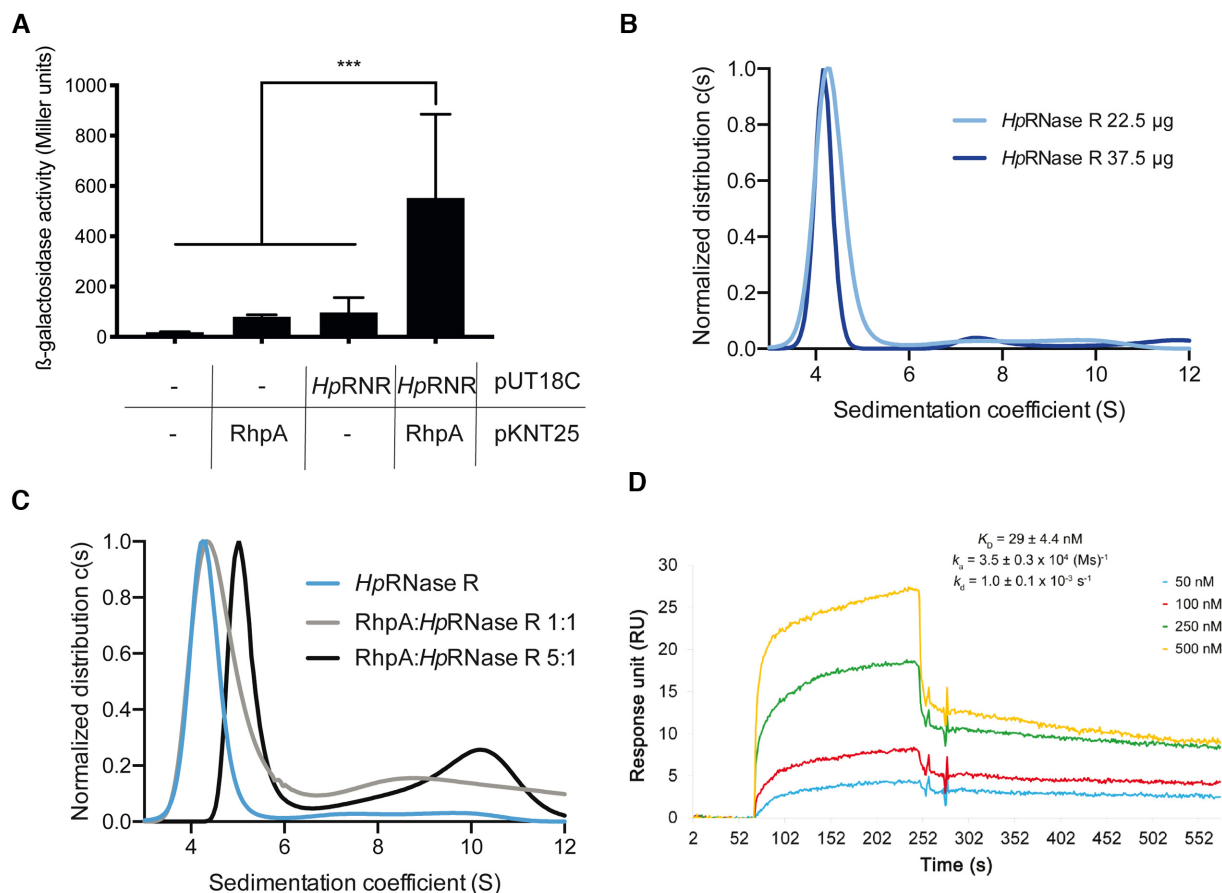 A
ß-galactosidase activity (Miller units)
1000
800
600
400
200
0
***
- - HpRNR HpRNR pUT18C
- RhpA - RhpA pKNT25
B
Normalized distribution c(s)
1.0
0.8
0.6
0.4
0.2
0.0
4 6 8 10 12
Sedimentation coefficient (S)
HpRNase R 22.5 µg
HpRNase R 37.5 µg
C
Normalized distribution c(s)
1.0
0.8
0.6
0.4
0.2
0.0
4 6 8 10 12
Sedimentation coefficient (S)
HpRNase R
RhpA:HpRNase R 1:1
RhpA:HpRNase R 5:1
D
K_D = 29 ± 4.4 nM
k_a = 3.5 ± 0.3 x 10⁴ (Ms)⁻¹
k_d = 1.0 ± 0.1 x 10⁻³ s⁻¹
Response unit (RU)
30
25
20
15
10
5
0
2 52 102 152 202 252 302 352 402 452 502 552
Time (s)
50 nM
100 nM
250 nM
500 nM